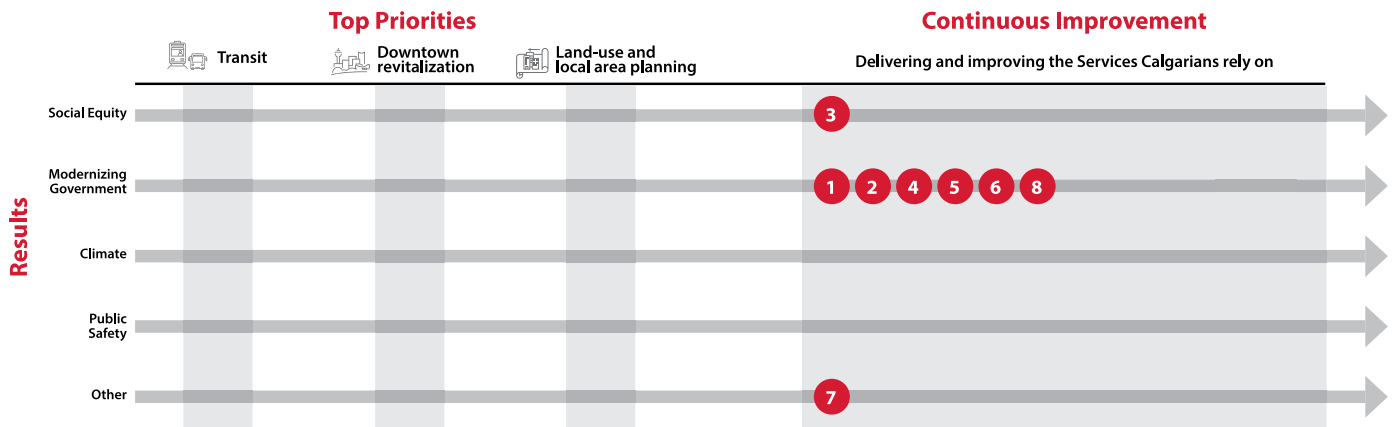 Top Priorities
Continuous Improvement
Transit
Downtown
revitalization
Land-use and
local area planning
Delivering and improving the Services Calgarians rely on
Results
Social Equity
3
Modernizing
Government
1 2 4 5 6 8
Climate
Public
Safety
Other
7